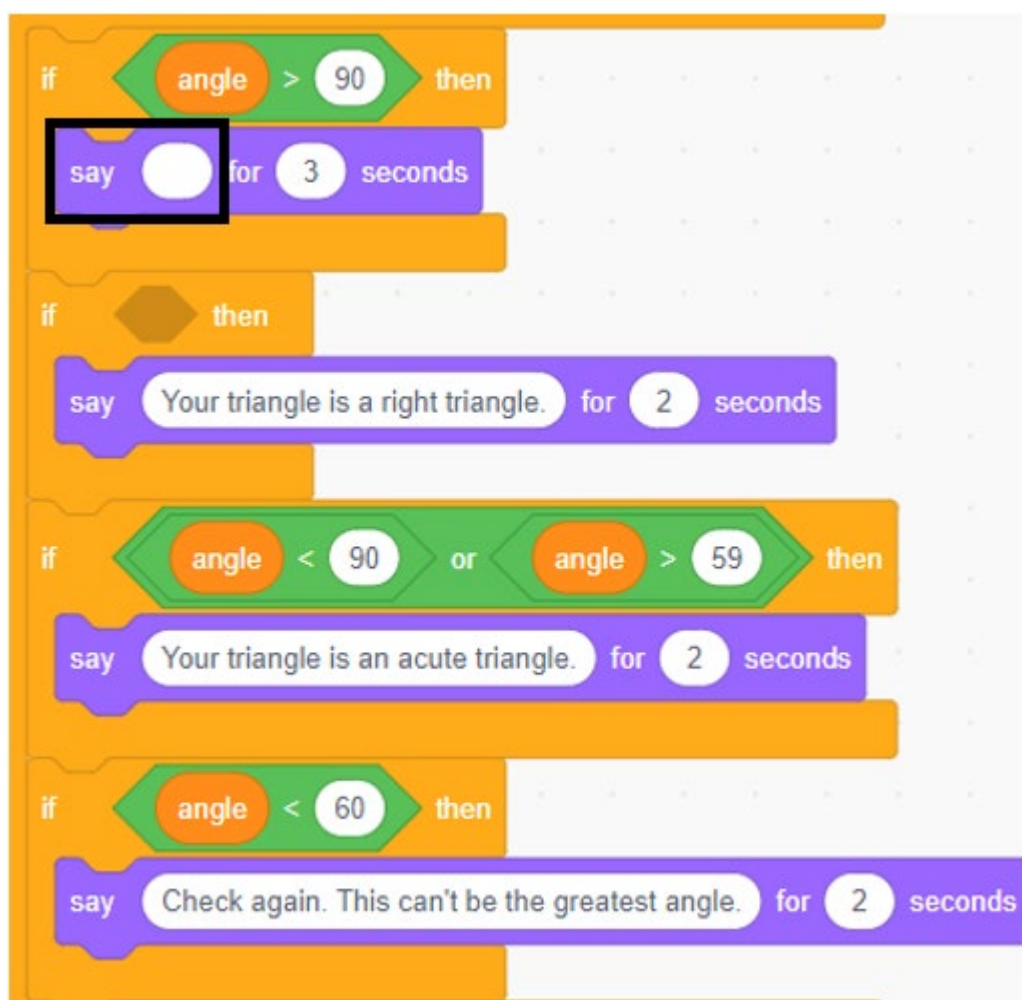 if angle > 90 then
say for 3 seconds
if then
say Your triangle is a right triangle. for 2 seconds
if angle < 90 or angle > 59 then
say Your triangle is an acute triangle. for 2 seconds
if angle < 60 then
say Check again. This can't be the greatest angle. for 2 seconds